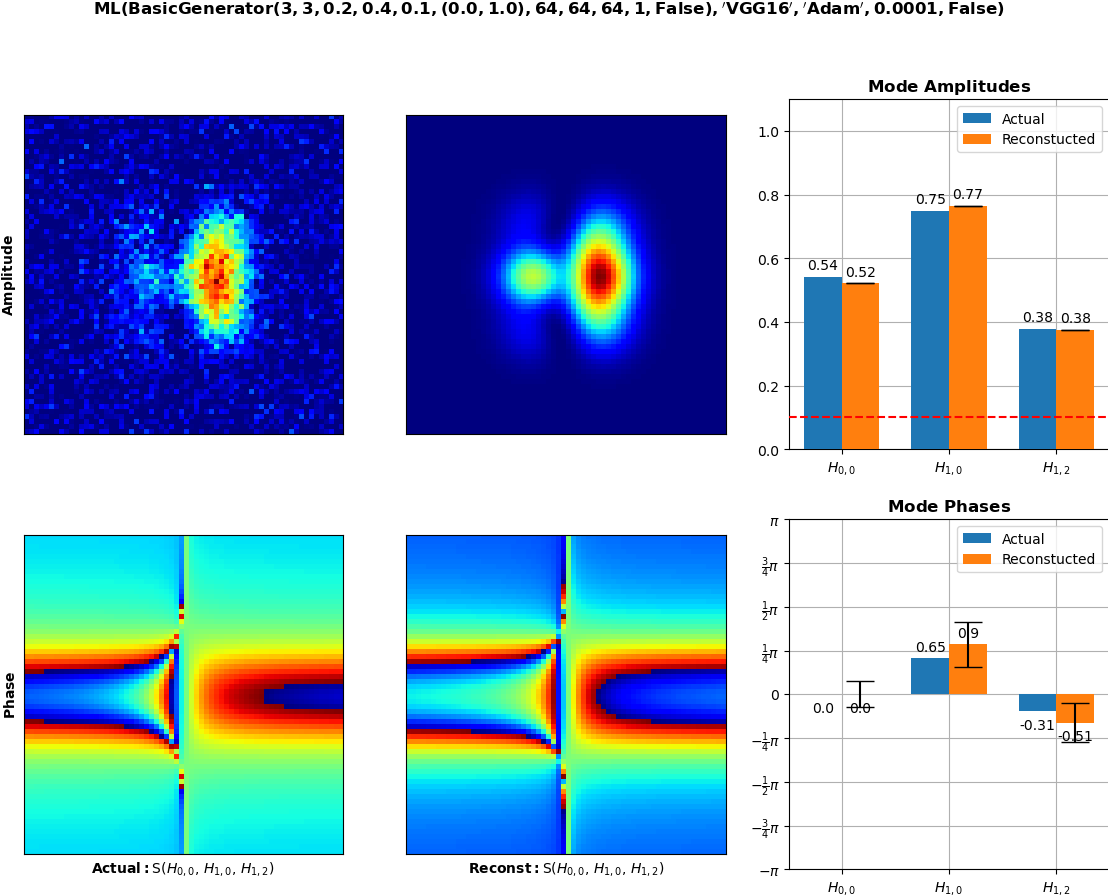 ML(BasicGenerator(3, 3, 0.2, 0.4, 0.1, (0.0, 1.0), 64, 64, 64, 1, False), ′VGG16′, ′Adam′, 0.0001, False)
Amplitude
Mode Amplitudes
Actual
Reconstucted
1.0
0.8
0.6
0.4
0.2
0.0
0.54
0.52
0.75
0.77
0.38
0.38
H0,0
H1,0
H1,2
Phase
Actual: S(H0,0, H1,0, H1,2)
Reconst: S(H0,0, H1,0, H1,2)
Mode Phases
Actual
Reconstucted
π
3/4π
1/2π
1/4π
0
−1/4π
−1/2π
−3/4π
−π
0.0
0.0
0.65
0.9
-0.31
-0.51
H0,0
H1,0
H1,2